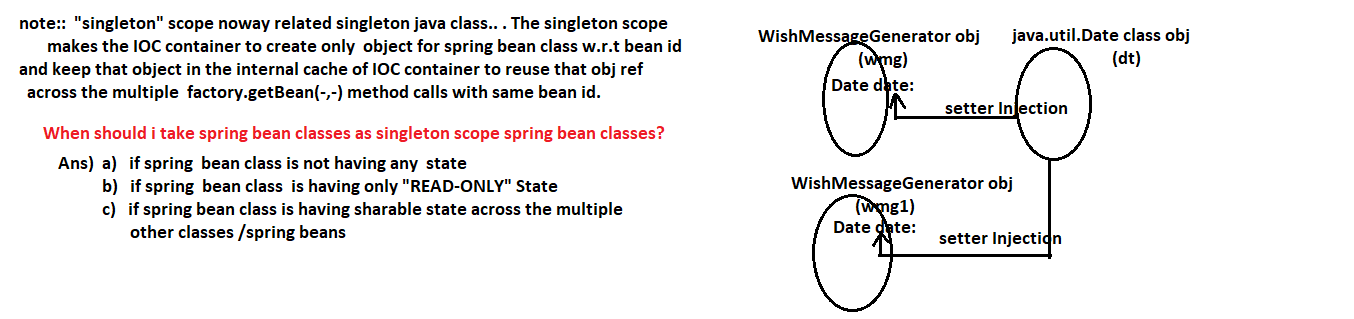 note:: "singleton" scope noway related singleton java class.. . The singleton scope
makes the IOC container to create only object for spring bean class w.r.t bean id
and keep that object in the internal cache of IOC container to reuse that obj ref
across the multiple factory.getBean(-,-) method calls with same bean id.
When should i take spring bean classes as singleton scope spring bean classes?
Ans) a) if spring bean class is not having any state
b) if spring bean class is having only "READ-ONLY" State
c) if spring bean class is having sharable state across the multiple
other classes /spring beans
WishMessageGenerator obj
(wmg)
Date date:
java.util.Date class obj
(dt)
setter Injection
WishMessageGenerator obj
(wmg1)
Date date:
setter Injection